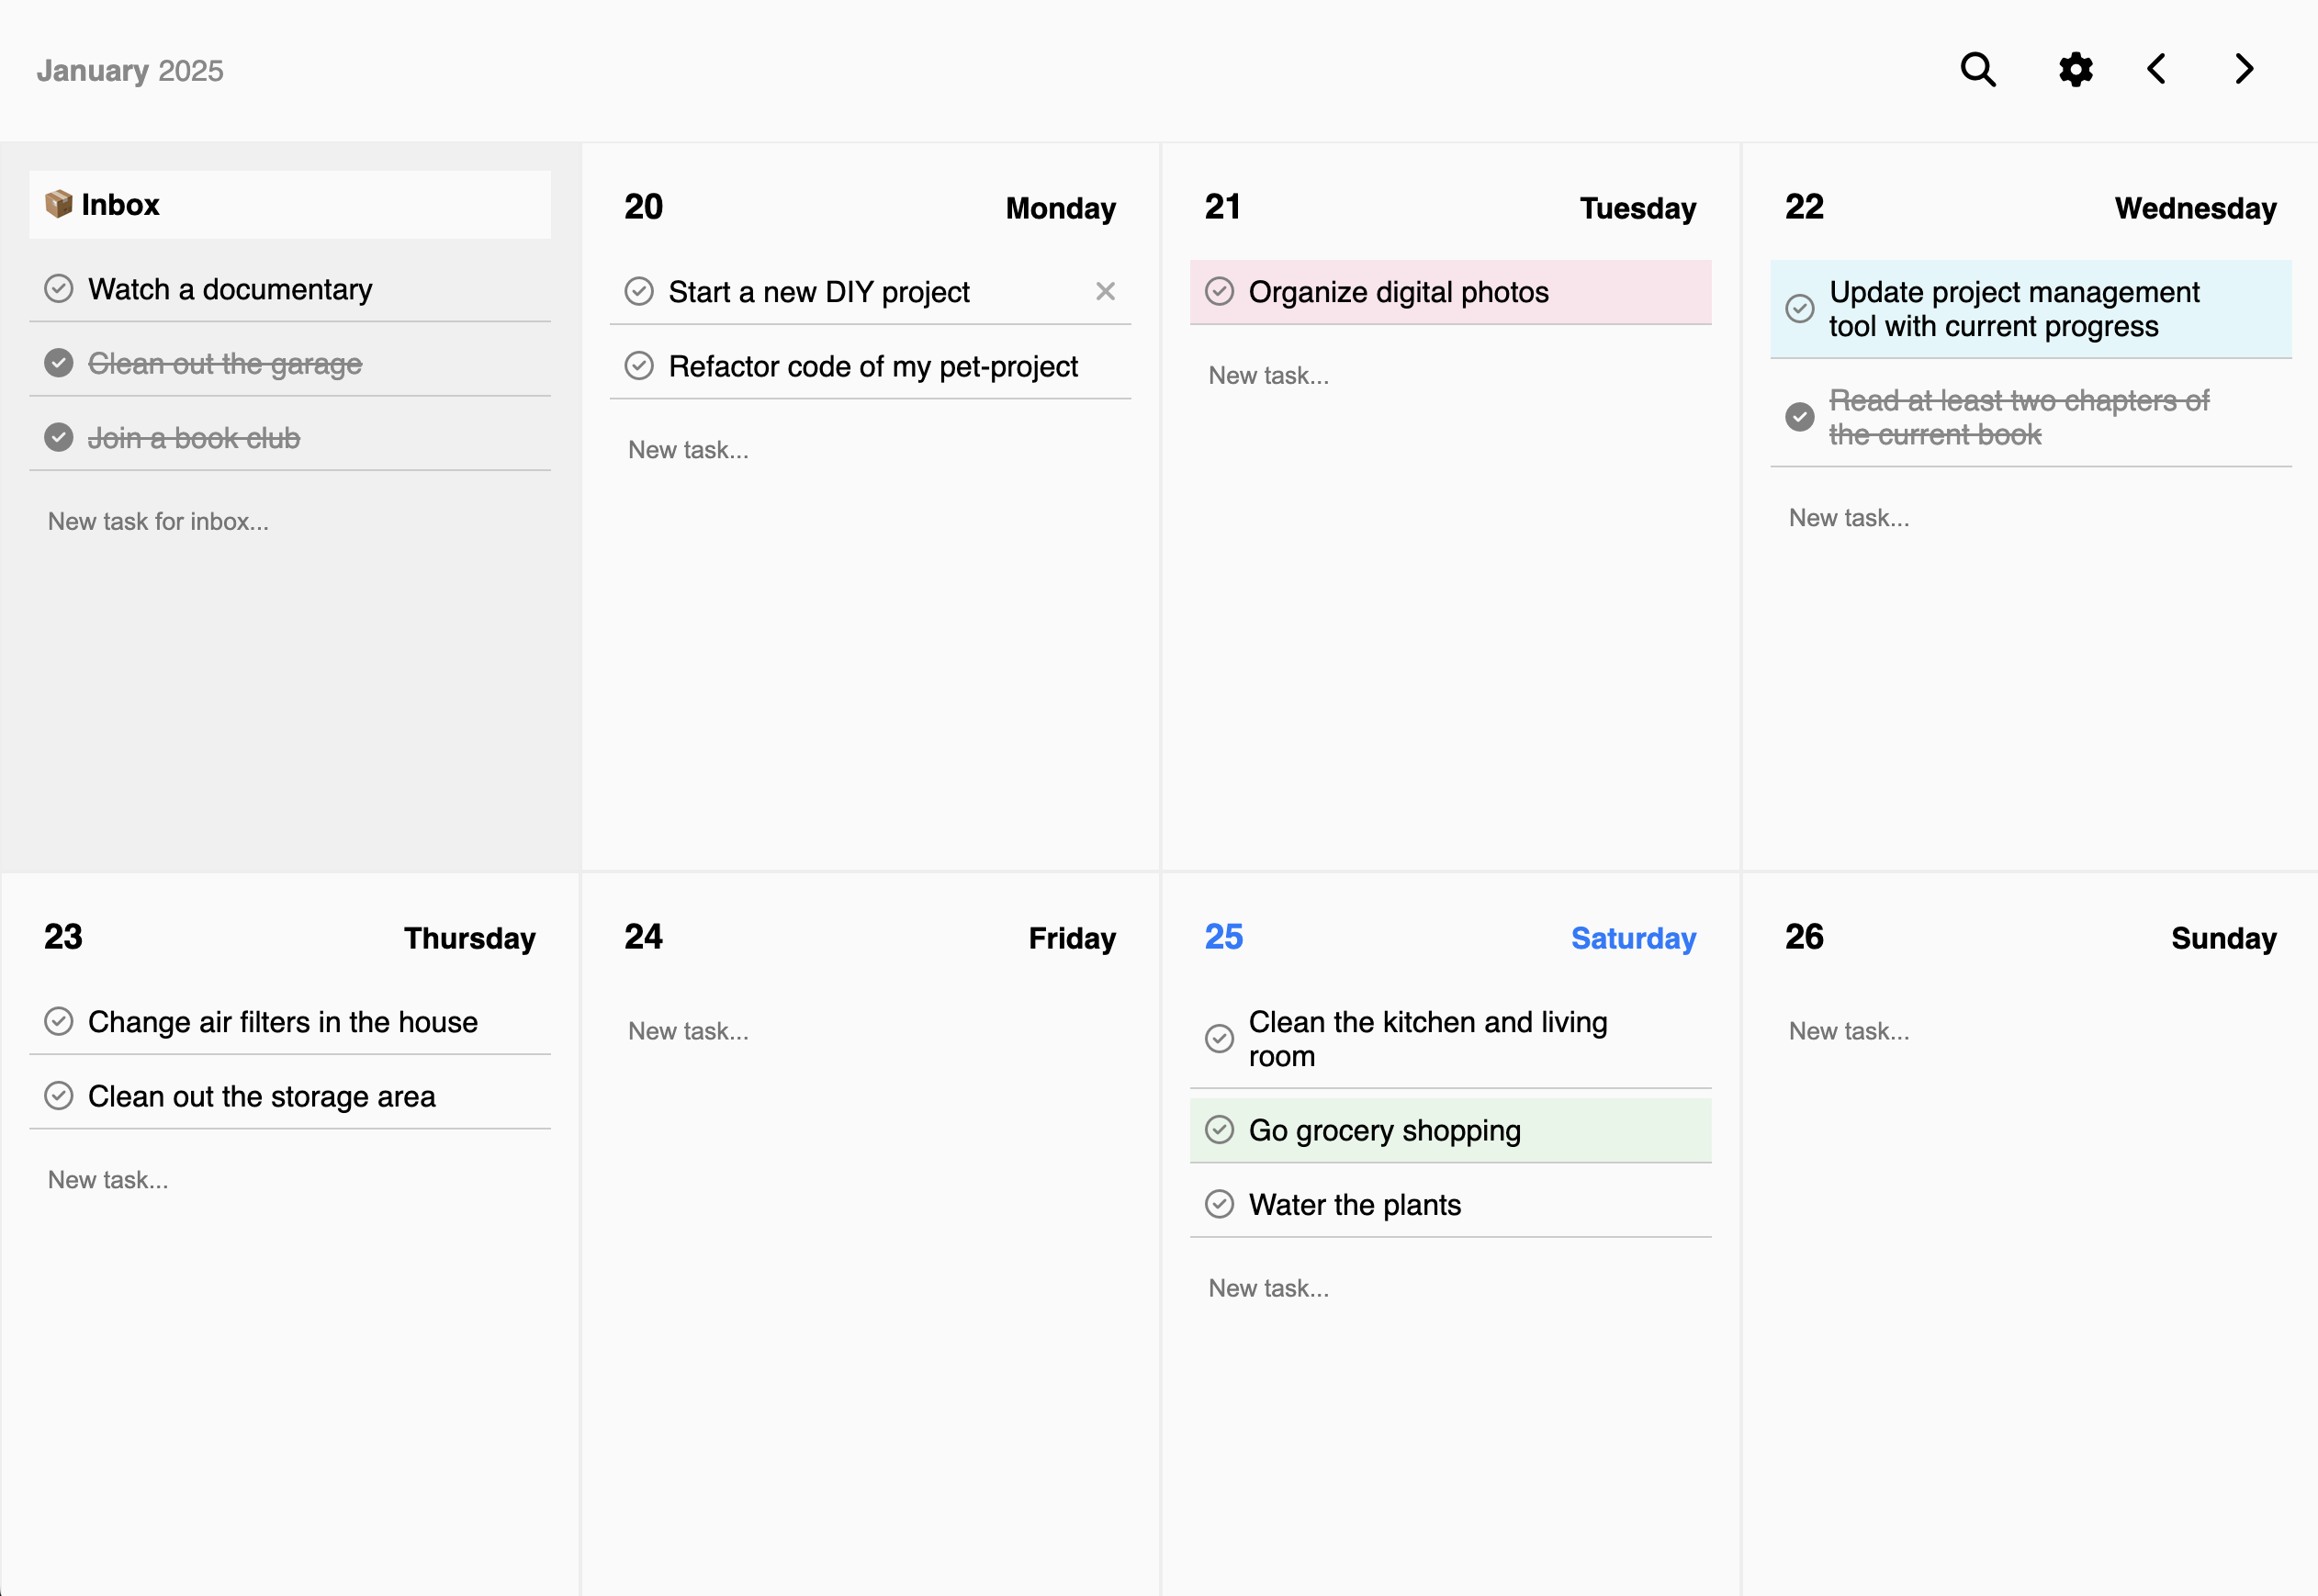 January 2025
📦 Inbox
Watch a documentary
Clean out the garage
Join a book club
New task for inbox...
20 Monday
Start a new DIY project
Refactor code of my pet-project
New task...
21 Tuesday
Organize digital photos
New task...
22 Wednesday
Update project management
tool with current progress
Read at least two chapters of
the current book
New task...
23 Thursday
Change air filters in the house
Clean out the storage area
New task...
24 Friday
New task...
25 Saturday
Clean the kitchen and living
room
Go grocery shopping
Water the plants
New task...
26 Sunday
New task...